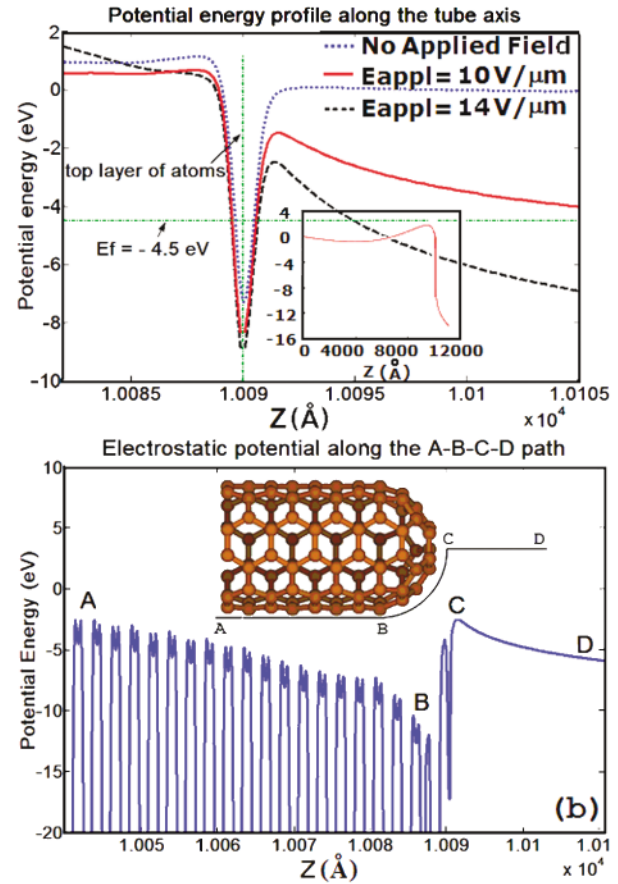 Potential energy profile along the tube axis
Potential energy (eV)
2
0
-2
-4
-6
-8
-10
No Applied Field
Eappl= 10 V/μm
Eappl= 14 V/μm
top layer of atoms
Ef = - 4.5 eV
4
0
-4
-8
-12
-16
0 4000 8000 12000
Z (Å)
1.0085 1.009 1.0095 1.01 1.0105
Z (Å)
x 10⁴
Electrostatic potential along the A-B-C-D path
Potential Energy (eV)
10
5
0
-5
-10
-15
-20
C D
A B
A
B
C
D
(b)
1.005 1.006 1.007 1.008 1.009 1.01 1.01
Z (Å)
x 10⁴